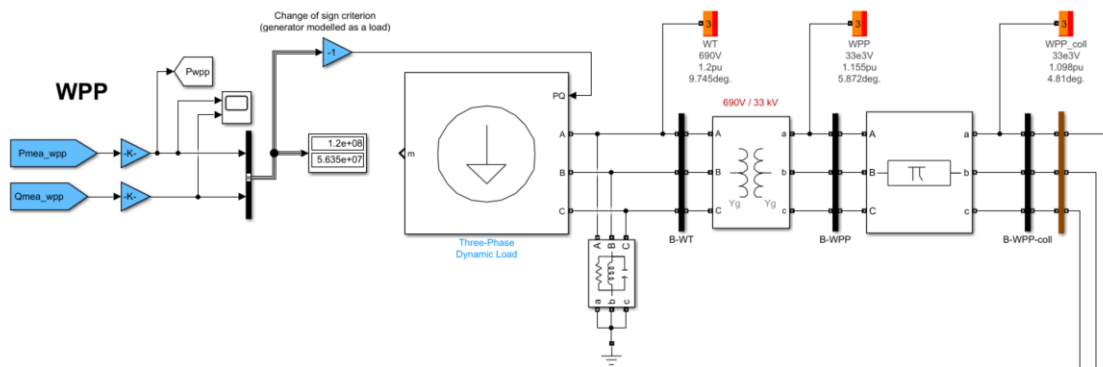 Change of sign criterion
(generator modelled as a load)
-1
3
WT
690V
1.2pu
9.745deg.
3
WPP
33e3V
1.155pu
5.872deg.
3
WPP_coll
33e3V
1.098pu
4.81deg.
Pwpp
WPP
Pmea_wpp
-K-
Qmea_wpp
-K-
1.2e+08
5.635e+07
m
PQ
A
B
C
Three-Phase
Dynamic Load
A B C
a b c
B-WT
690V / 33 kV
A
B
C
Yg Yg
a
b
c
B-WPP
A
B
C
π
a
b
c
B-WPP-coll